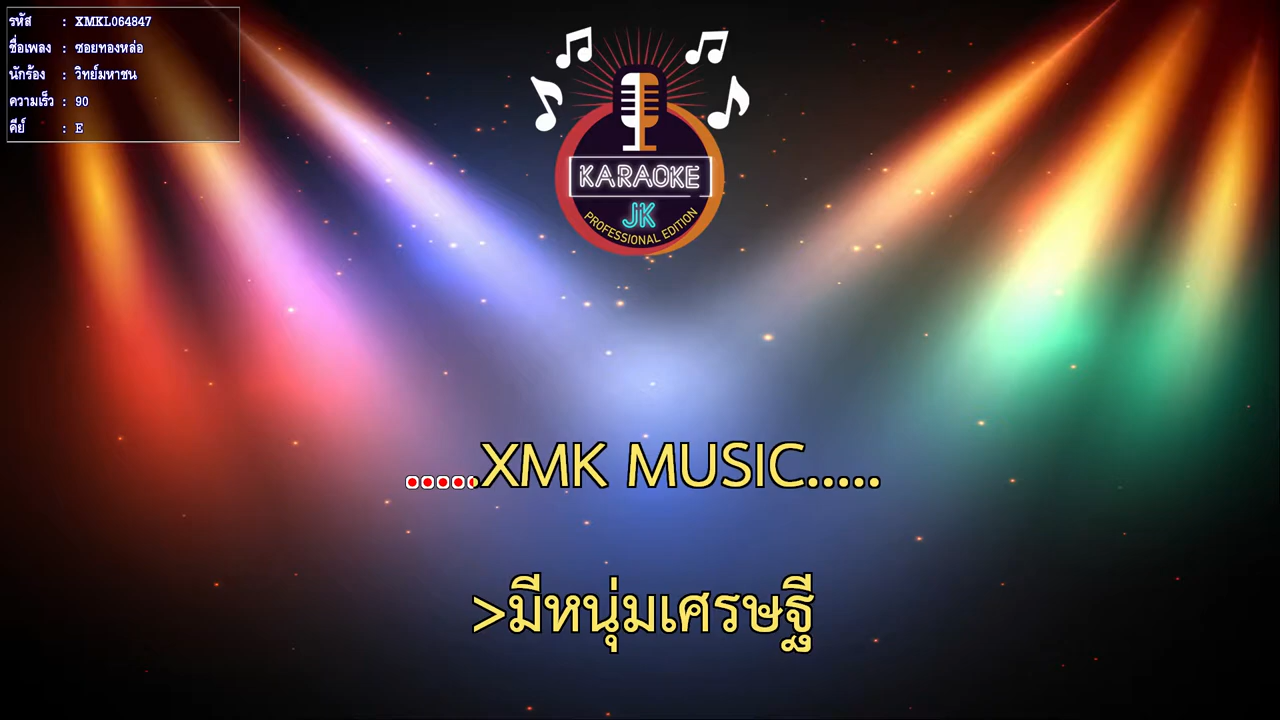 รหัส : XMKL064847
ชื่อเพลง : ซอยทองหล่อ
นักร้อง : วิทย์มหาชน
ความเร็ว : 90
คีย์ : E
KARAOKE
JK
PROFESSIONAL EDITION
.....XMK MUSIC.....
>มีหนุ่มเศรษฐี